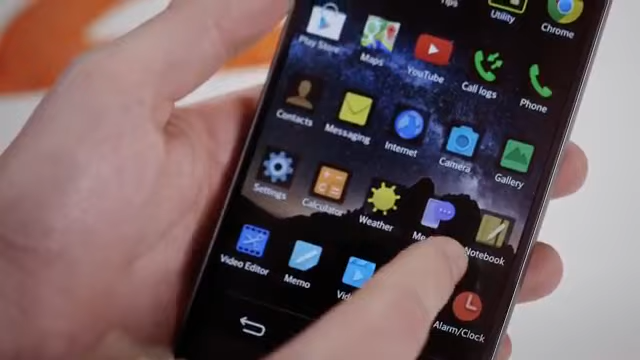 Tips
Utility
Chrome
Play Store
Maps
YouTube
Call logs
Phone
Contacts
Messaging
Internet
Camera
Gallery
Settings
Calculator
Weather
Notebook
Video Editor
Memo
Alarm/Clock